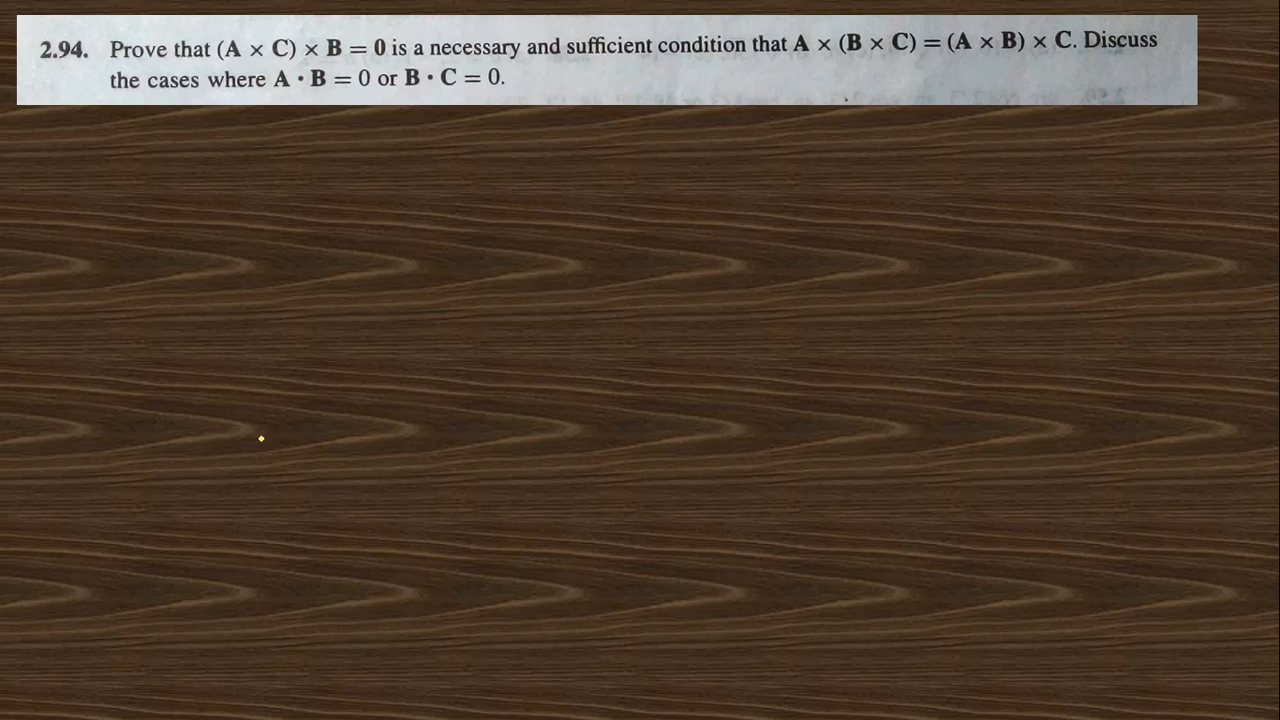 2.94. Prove that (A × C) × B = 0 is a necessary and sufficient condition that A × (B × C) = (A × B) × C. Discuss
the cases where A • B = 0 or B • C = 0.